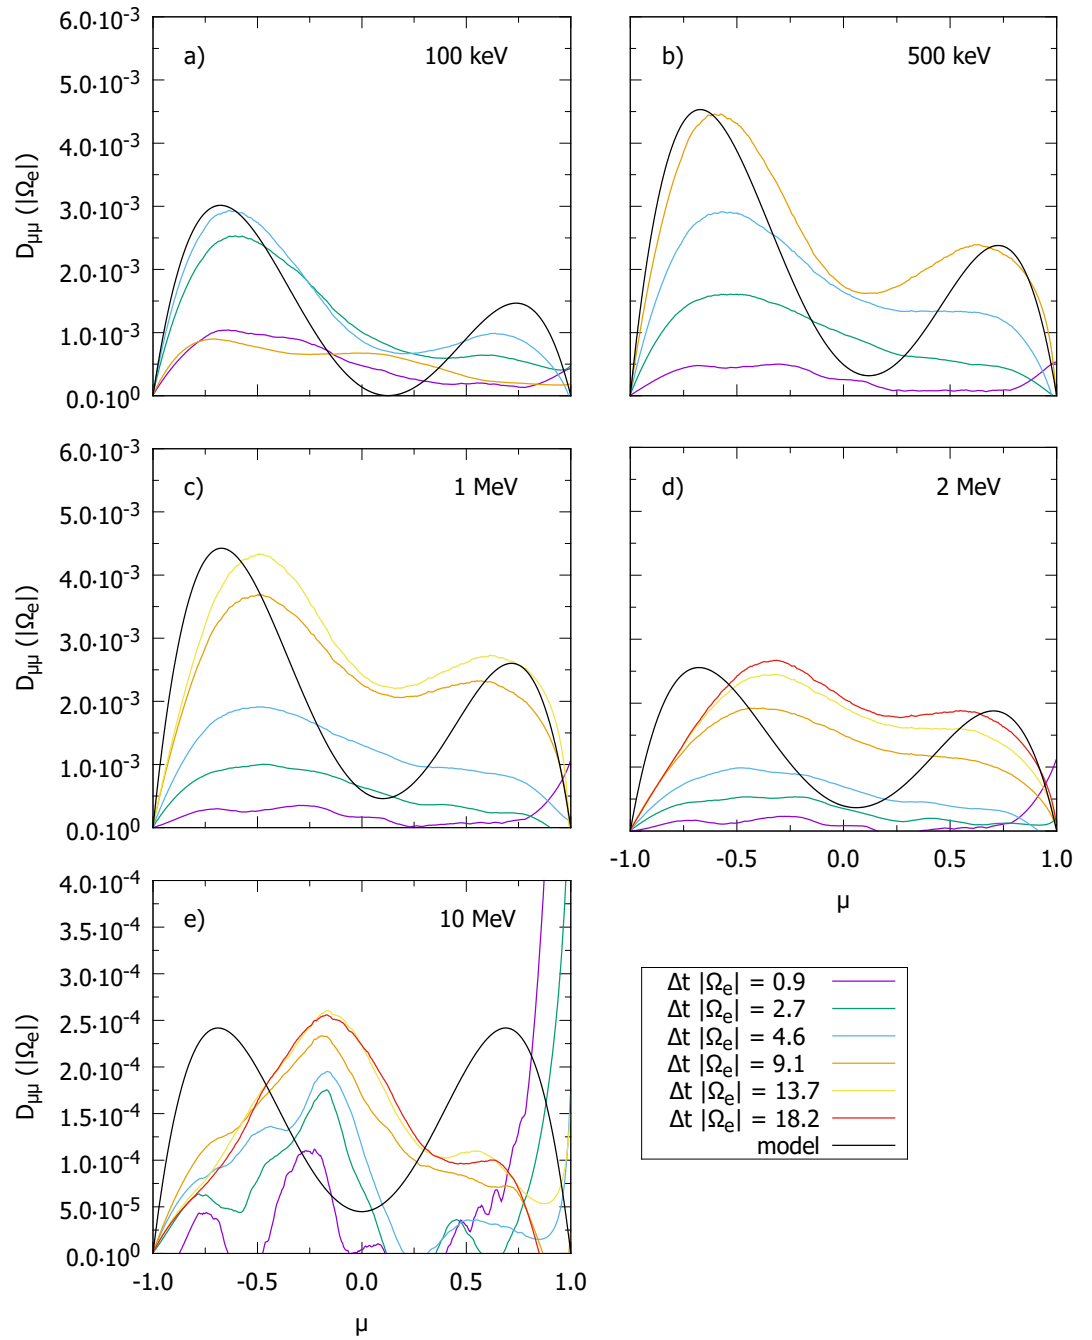 a) 100 keV
6.0·10⁻³
5.0·10⁻³
4.0·10⁻³
3.0·10⁻³
2.0·10⁻³
1.0·10⁻³
0.0·10⁰
Dμμ (|Ωe|)
b) 500 keV
c) 1 MeV
6.0·10⁻³
5.0·10⁻³
4.0·10⁻³
3.0·10⁻³
2.0·10⁻³
1.0·10⁻³
0.0·10⁰
Dμμ (|Ωe|)
d) 2 MeV
-1.0 -0.5 0.0 0.5 1.0
μ
e) 10 MeV
4.0·10⁻⁴
3.5·10⁻⁴
3.0·10⁻⁴
2.5·10⁻⁴
2.0·10⁻⁴
1.5·10⁻⁴
1.0·10⁻⁴
5.0·10⁻⁵
0.0·10⁰
Dμμ (|Ωe|)
-1.0 -0.5 0.0 0.5 1.0
μ
Δt |Ωe| = 0.9
Δt |Ωe| = 2.7
Δt |Ωe| = 4.6
Δt |Ωe| = 9.1
Δt |Ωe| = 13.7
Δt |Ωe| = 18.2
model